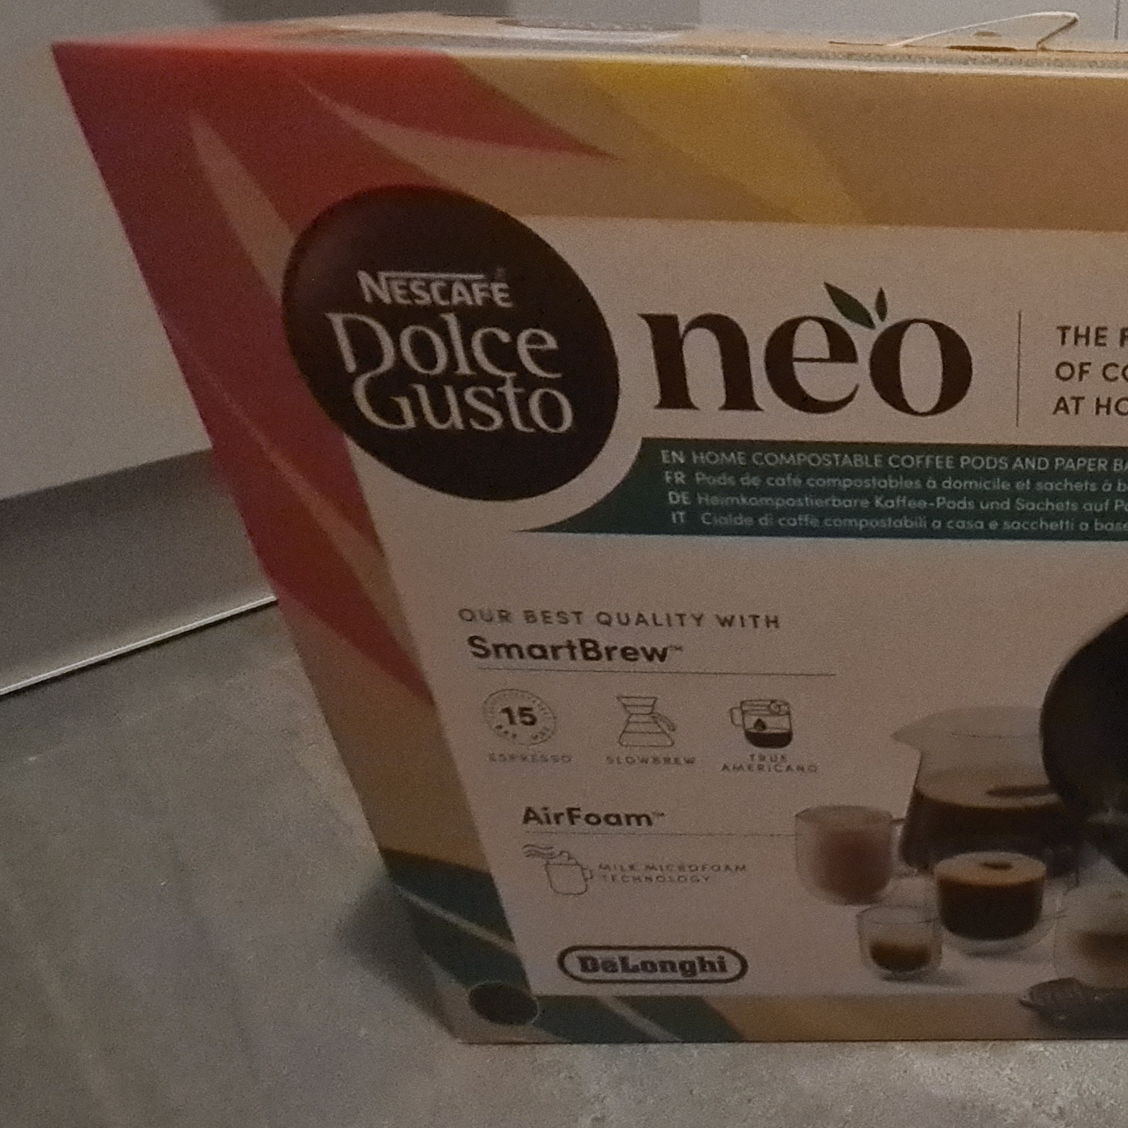 NESCAFÉ
Dolce
Gusto
neo
THE
OF
AT
EN HOME COMPOSTABLE COFFEE PODS AND PAPER
FR Pods de café compostables à domicile et sachets à
DE Heimkompostierbare Kaffee-Pods und Sachets auf
IT Cialde di caffè compostabili a casa e sacchetti a
OUR BEST QUALITY WITH
SmartBrew™
15
BAR MAX
ESPRESSO
SLOWBREW
TRUE
AMERICANO
AirFoam™
MILK MICROFOAM
TECHNOLOGY
DeLonghi